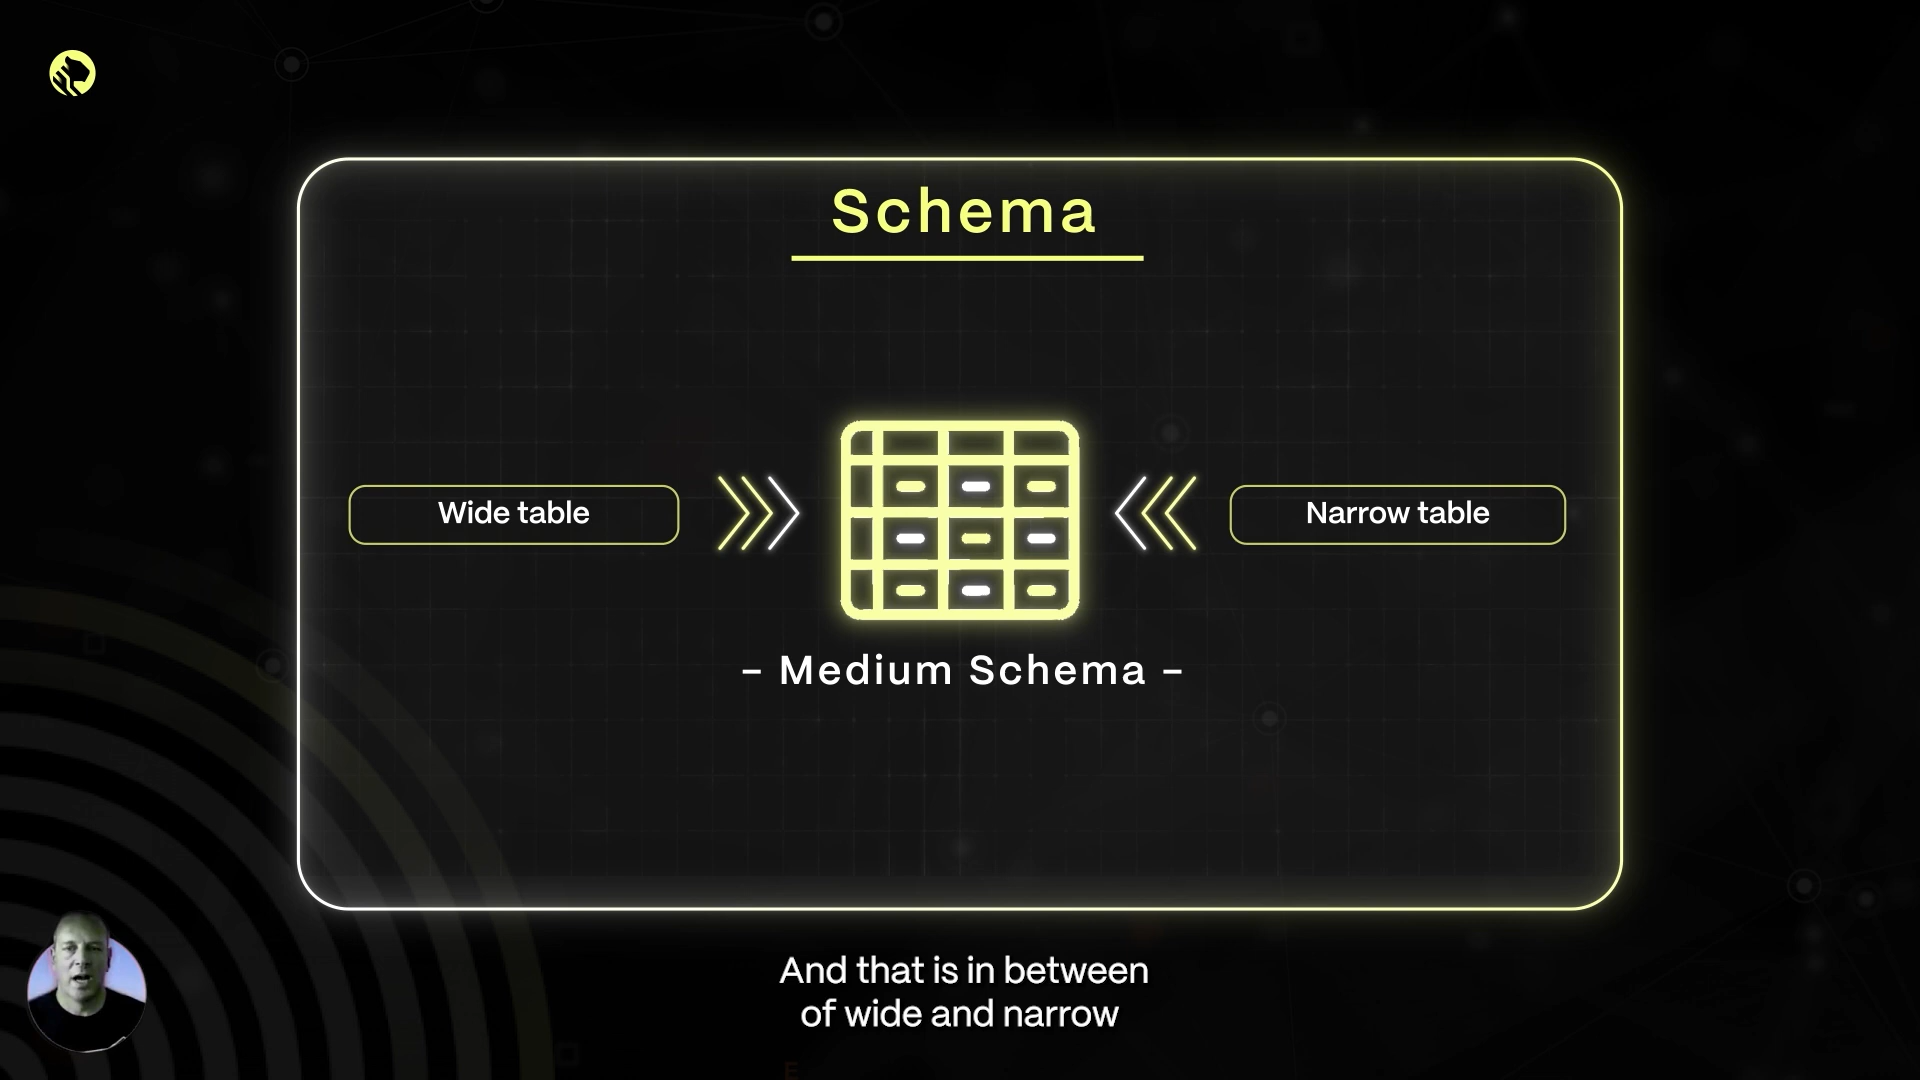 Schema
Wide table
Narrow table
– Medium Schema –
And that is in between
of wide and narrow